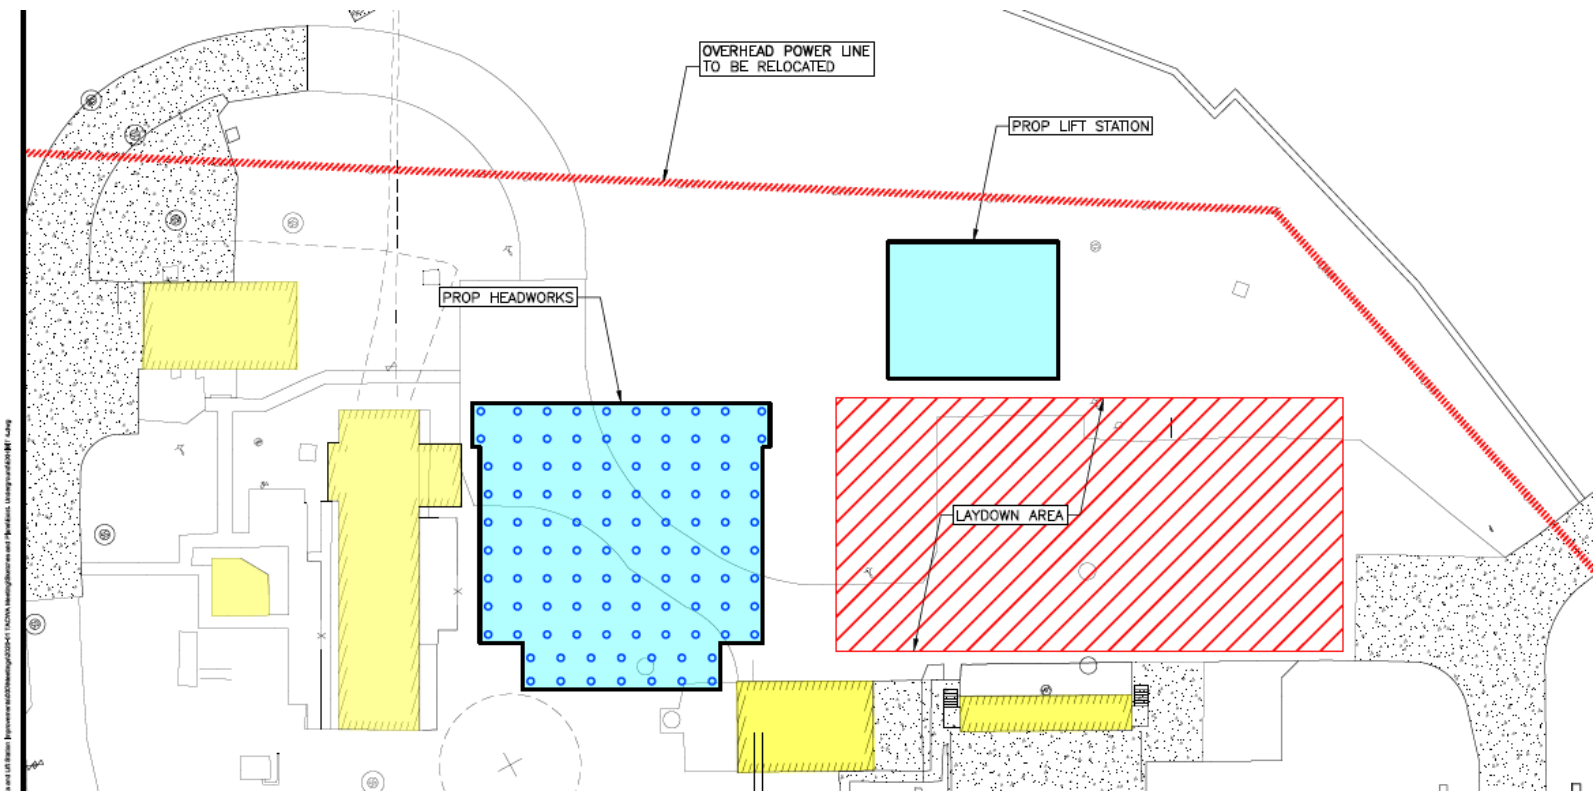 OVERHEAD POWER LINE
TO BE RELOCATED
PROP LIFT STATION
PROP HEADWORKS
LAYDOWN AREA